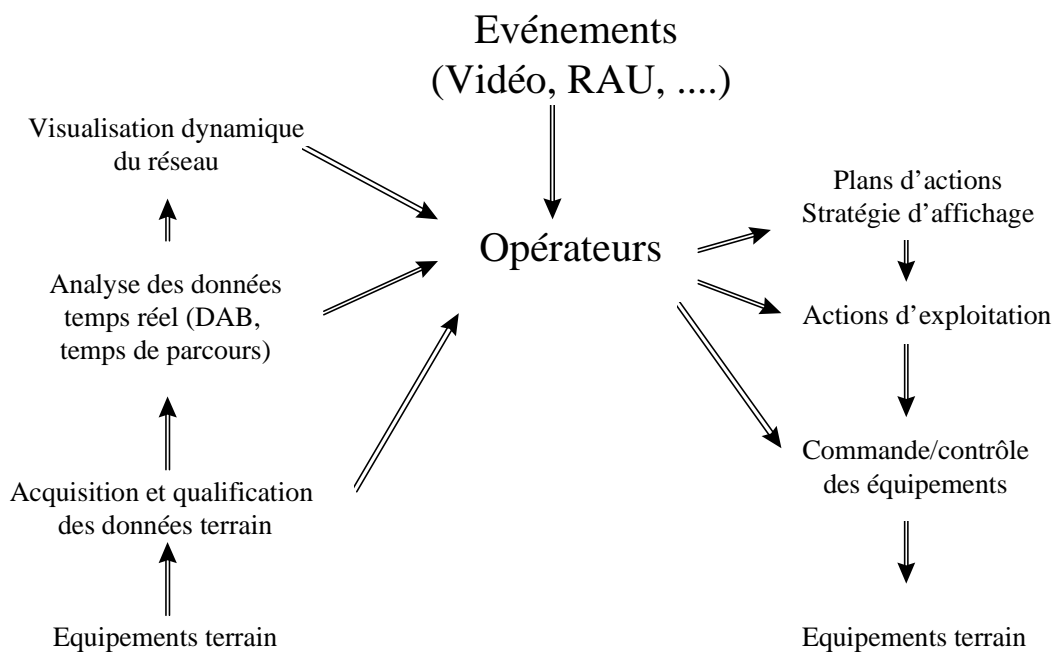 Evénements
(Vidéo, RAU, ....)
Visualisation dynamique
du réseau
Opérateurs
Plans d'actions
Stratégie d'affichage
Analyse des données
temps réel (DAB,
temps de parcours)
Actions d'exploitation
Acquisition et qualification
des données terrain
Commande/contrôle
des équipements
Equipements terrain
Equipements terrain